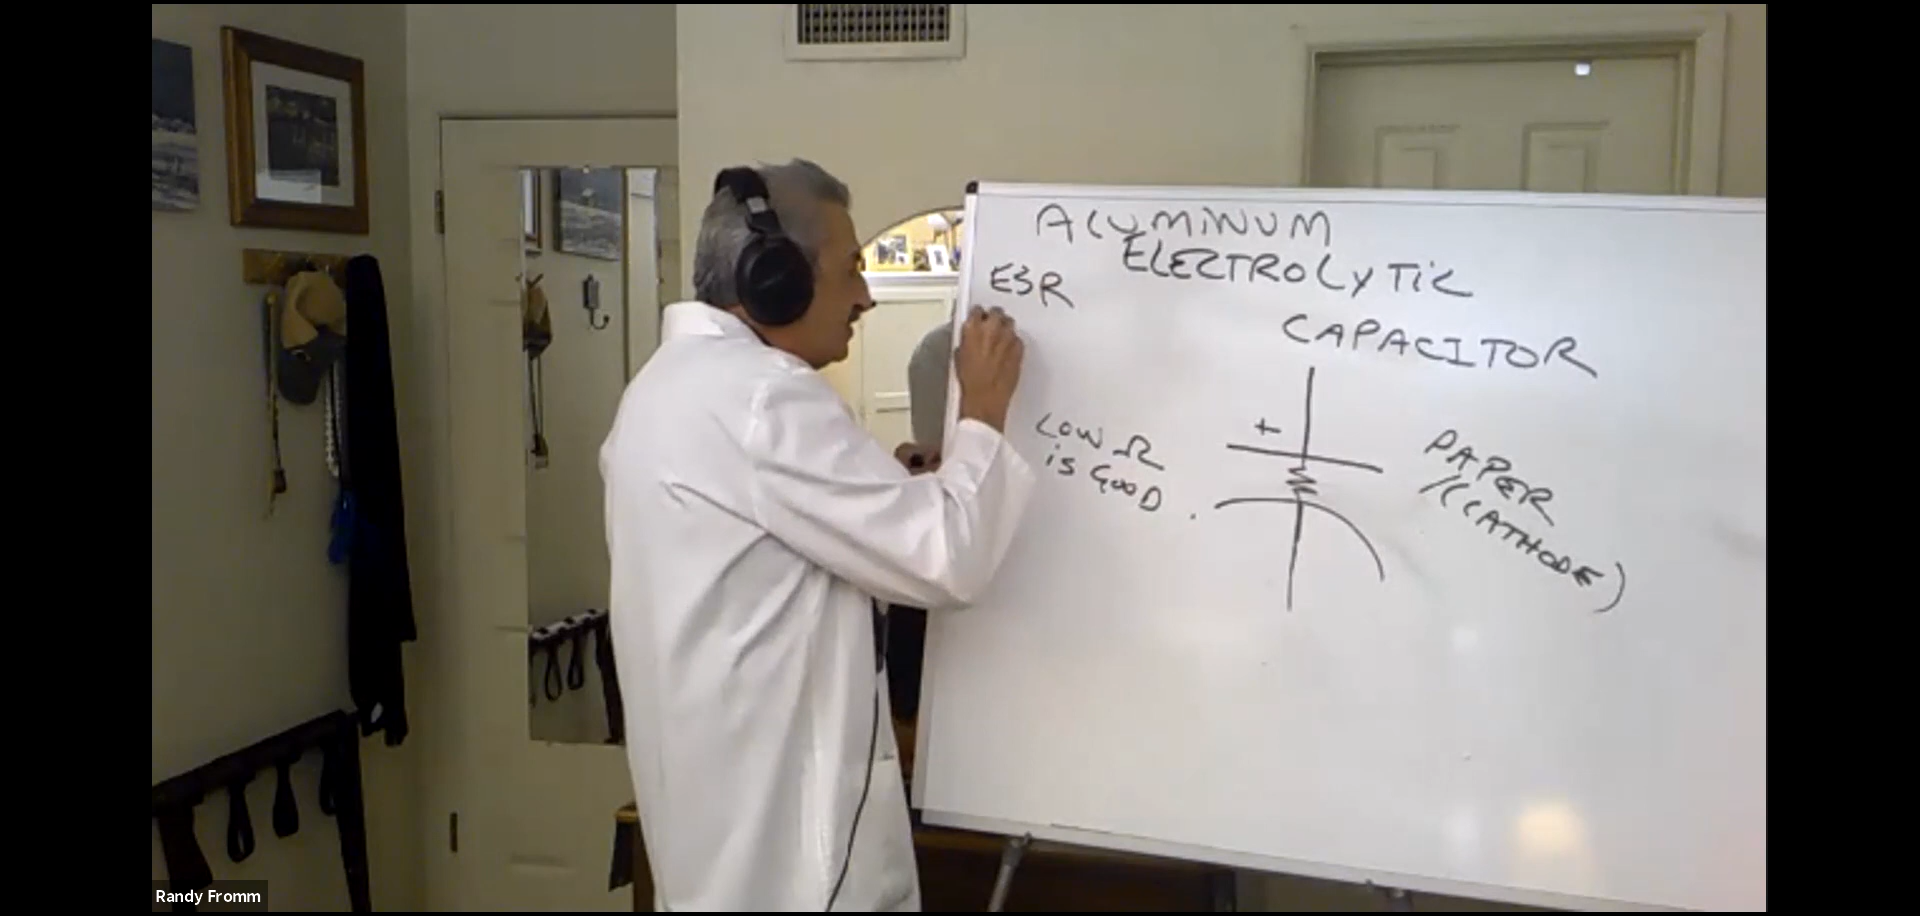 ALUMINUM
ELECTROLYTIC
CAPACITOR
ESR
LOW Ω
is GOOD.
+
PAPER
(CATHODE)
Randy Fromm